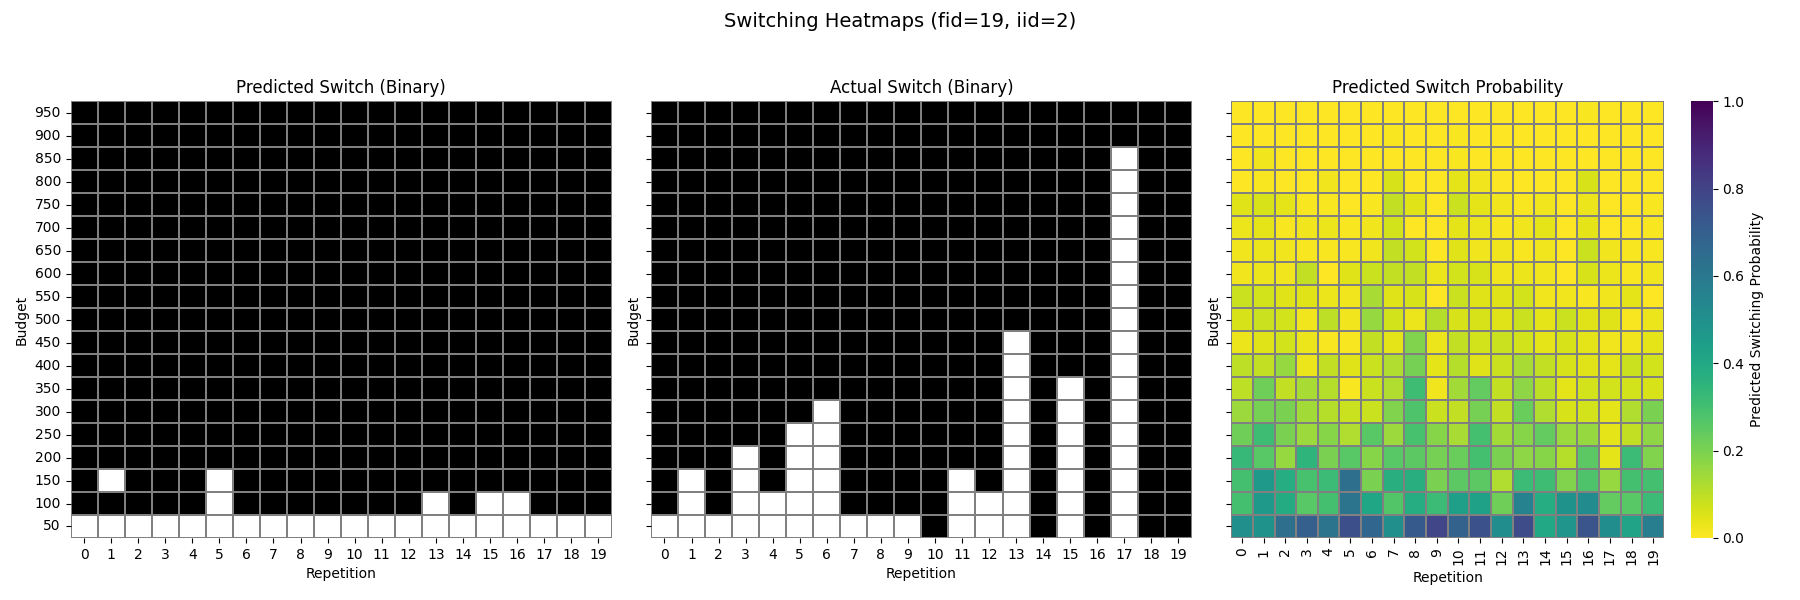 Switching Heatmaps (fid=19, iid=2)
Predicted Switch (Binary)
Budget
950
900
850
800
750
700
650
600
550
500
450
400
350
300
250
200
150
100
50
0 1 2 3 4 5 6 7 8 9 10 11 12 13 14 15 16 17 18 19
Repetition
Actual Switch (Binary)
Budget
0 1 2 3 4 5 6 7 8 9 10 11 12 13 14 15 16 17 18 19
Repetition
Predicted Switch Probability
Budget
0 1 2 3 4 5 6 7 8 9 10 11 12 13 14 15 16 17 18 19
Repetition
1.0
0.8
0.6
0.4
0.2
0.0
Predicted Switching Probability